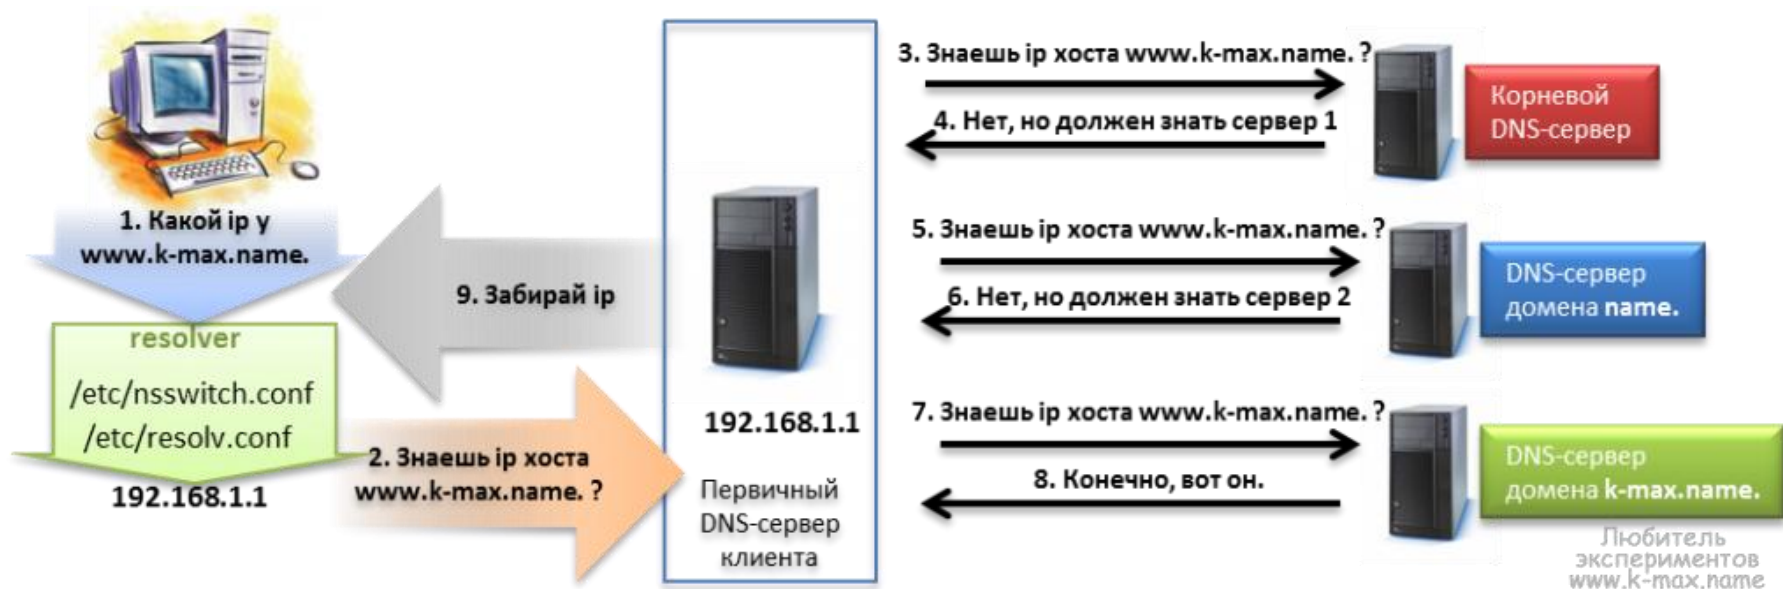 1. Какой ip у
www.k-max.name.
resolver
/etc/nsswitch.conf
/etc/resolv.conf
192.168.1.1
2. Знаешь ip хоста
www.k-max.name. ?
9. Забирай ip
192.168.1.1
Первичный
DNS-сервер
клиента
3. Знаешь ip хоста www.k-max.name. ?
4. Нет, но должен знать сервер 1
Корневой
DNS-сервер
5. Знаешь ip хоста www.k-max.name. ?
6. Нет, но должен знать сервер 2
DNS-сервер
домена name.
7. Знаешь ip хоста www.k-max.name. ?
8. Конечно, вот он.
DNS-сервер
домена k-max.name.
Любитель
экспериментов
www.k-max.name